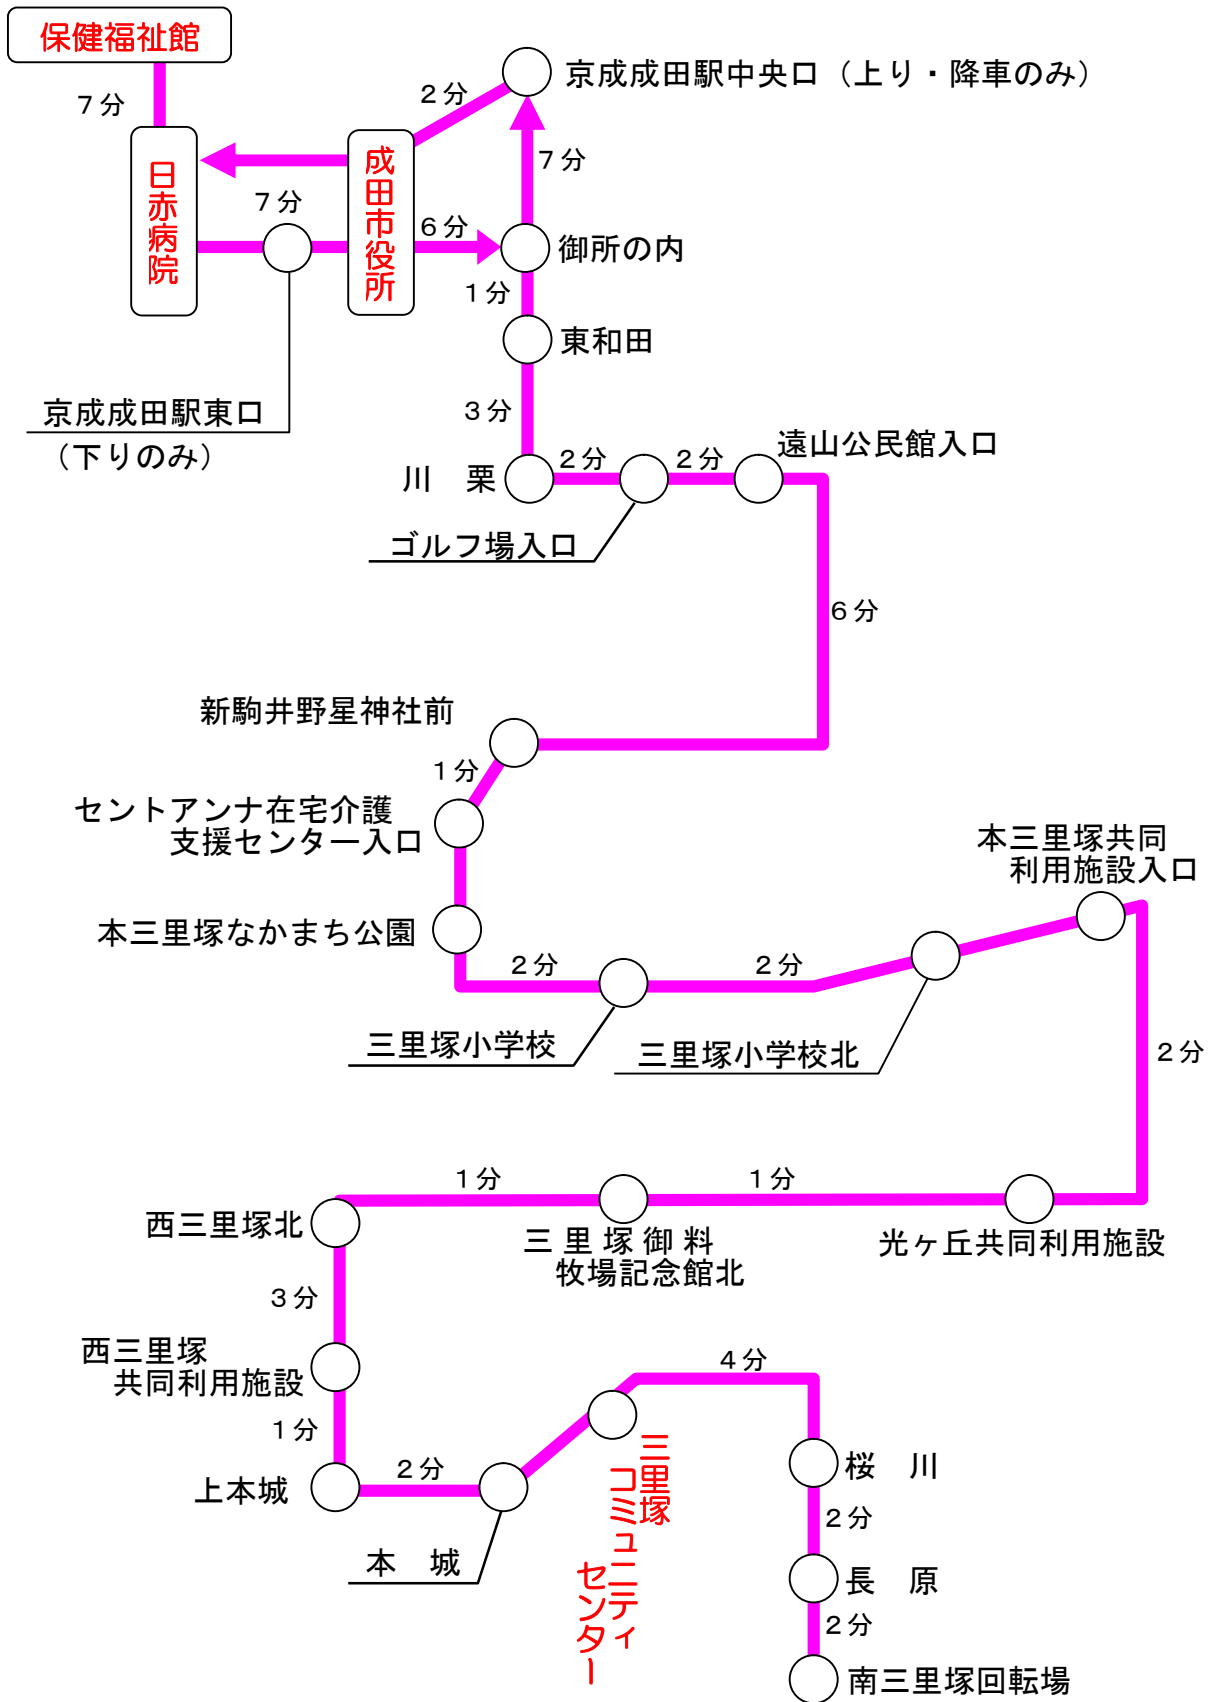 保健福祉館
７分
京成成田駅中央口（上り・降車のみ）
２分
日赤病院
成田市役所
７分
７分
６分
御所の内
１分
東和田
京成成田駅東口
（下りのみ）
３分
川　栗
２分
２分
遠山公民館入口
ゴルフ場入口
６分
新駒井野星神社前
１分
セントアンナ在宅介護
支援センター入口
本三里塚なかまち公園
２分
三里塚小学校
２分
三里塚小学校北
本三里塚共同
利用施設入口
２分
光ヶ丘共同利用施設
１分
三里塚御料
牧場記念館北
１分
西三里塚北
３分
西三里塚
共同利用施設
１分
上本城
２分
本　城
三里塚
コミュニティ
センター
４分
桜　川
２分
長　原
２分
南三里塚回転場